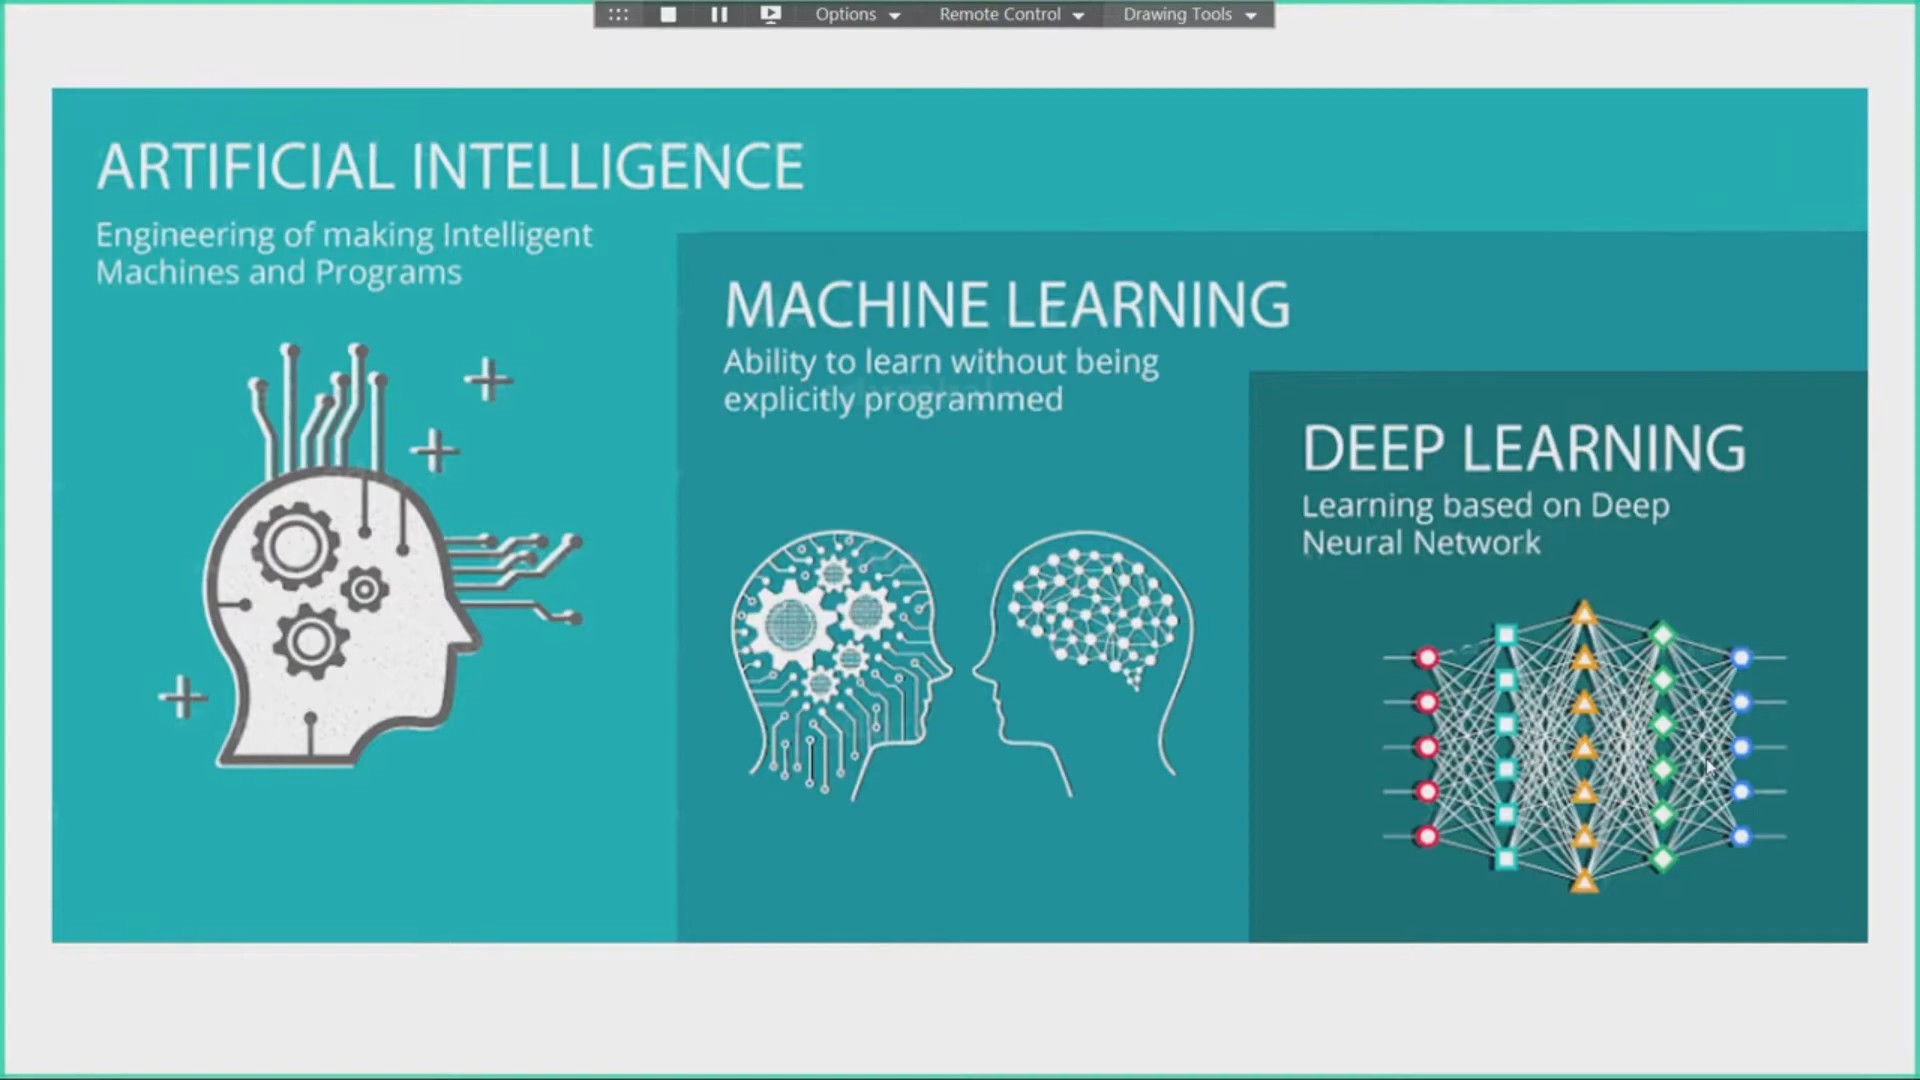 Options
Remote Control
Drawing Tools
ARTIFICIAL INTELLIGENCE
Engineering of making Intelligent
Machines and Programs
MACHINE LEARNING
Ability to learn without being
explicitly programmed
DEEP LEARNING
Learning based on Deep
Neural Network